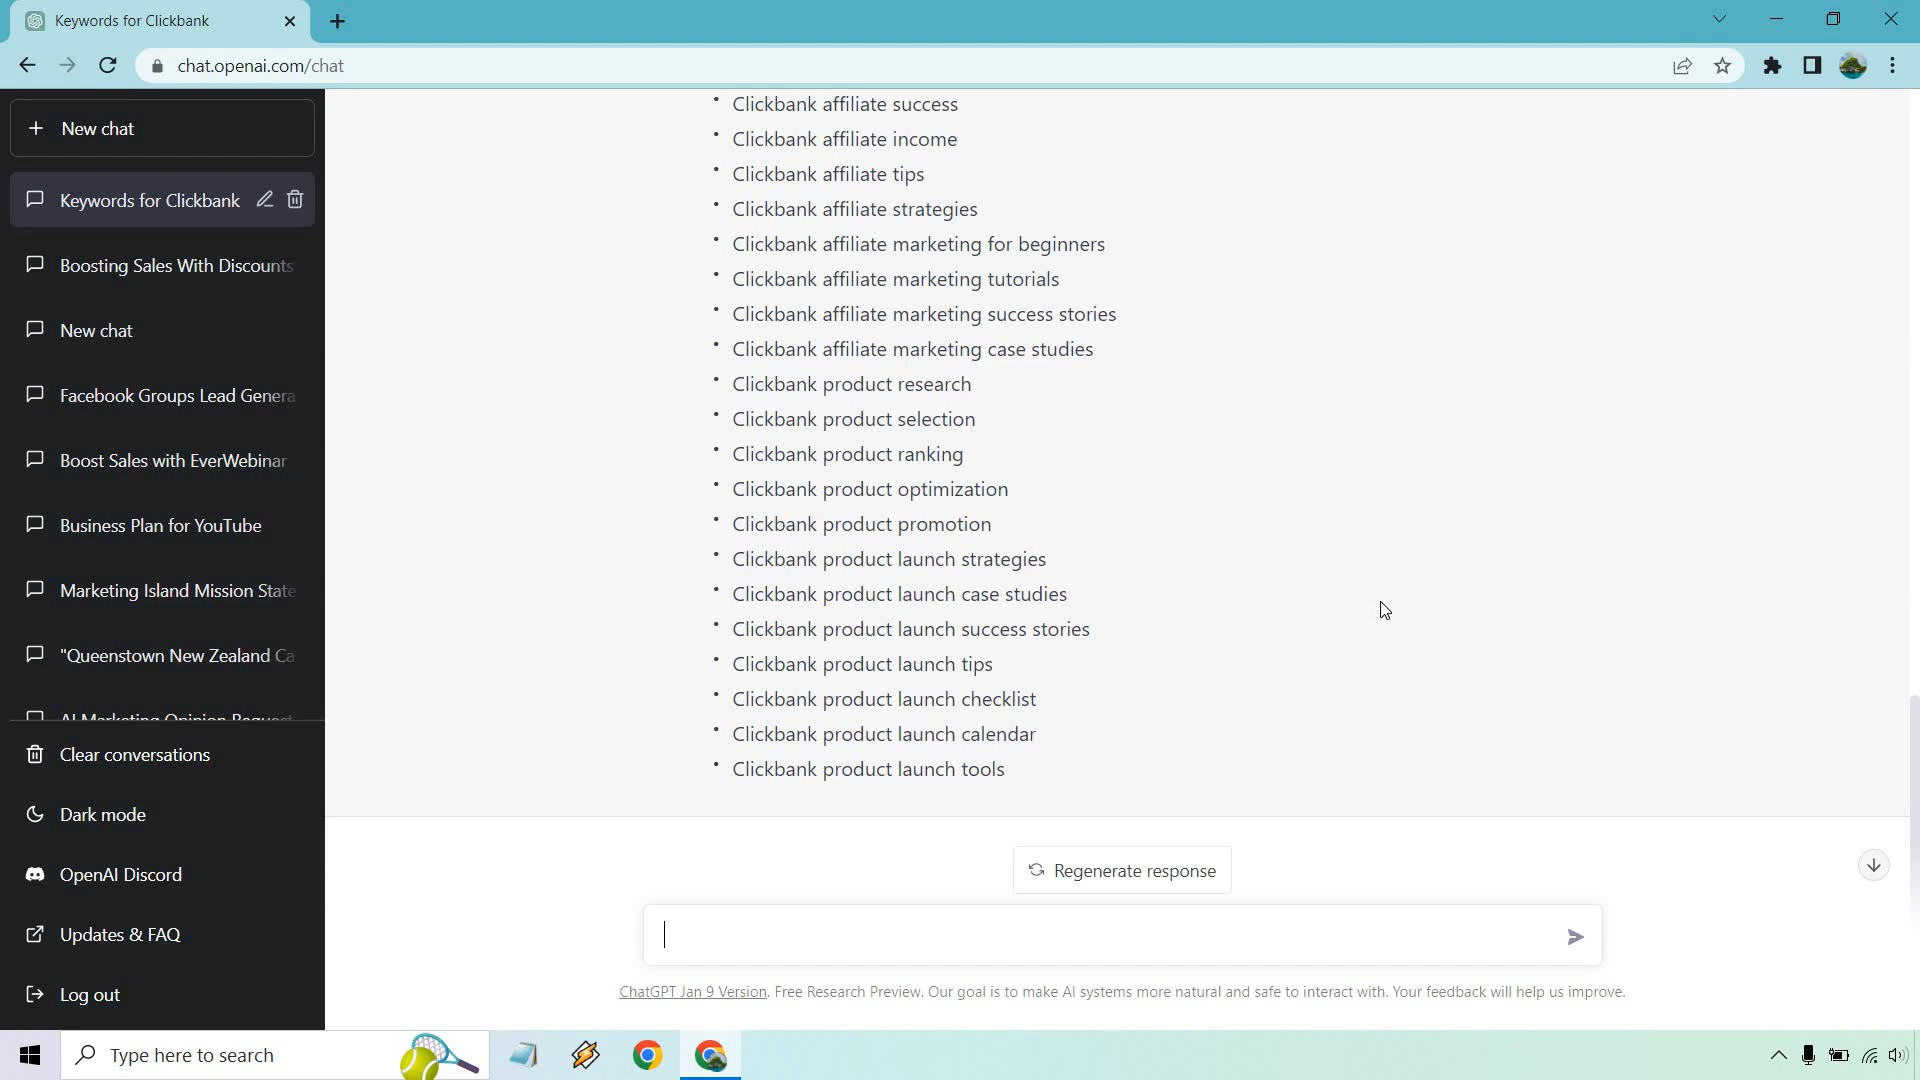 Keywords for Clickbank
chat.openai.com/chat
New chat
Keywords for Clickbank
Boosting Sales With Discounts
New chat
Facebook Groups Lead Genera
Boost Sales with EverWebinar
Business Plan for YouTube
Marketing Island Mission State
"Queenstown New Zealand Ca
AI Marketing Opinion Request
Clear conversations
Dark mode
OpenAI Discord
Updates & FAQ
Log out
• Clickbank affiliate success
• Clickbank affiliate income
• Clickbank affiliate tips
• Clickbank affiliate strategies
• Clickbank affiliate marketing for beginners
• Clickbank affiliate marketing tutorials
• Clickbank affiliate marketing success stories
• Clickbank affiliate marketing case studies
• Clickbank product research
• Clickbank product selection
• Clickbank product ranking
• Clickbank product optimization
• Clickbank product promotion
• Clickbank product launch strategies
• Clickbank product launch case studies
• Clickbank product launch success stories
• Clickbank product launch tips
• Clickbank product launch checklist
• Clickbank product launch calendar
• Clickbank product launch tools
Regenerate response
ChatGPT Jan 9 Version. Free Research Preview. Our goal is to make AI systems more natural and safe to interact with. Your feedback will help us improve.
Type here to search